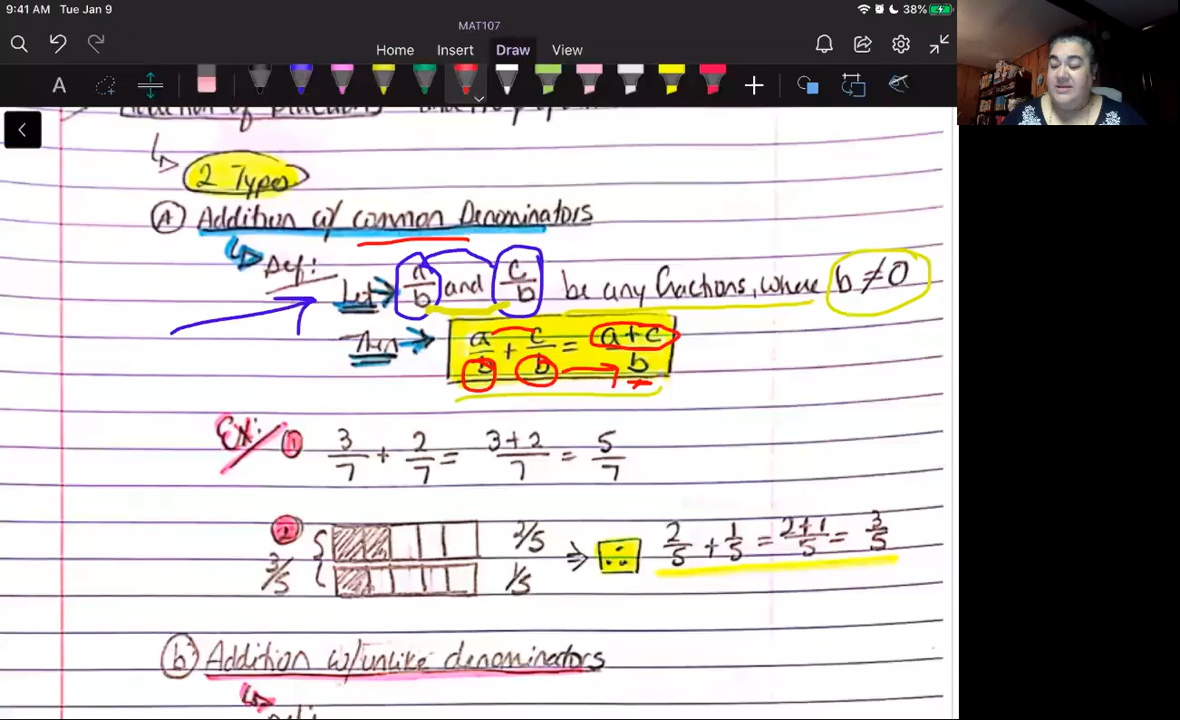 9:41 AM Tue Jan 9
38%
MAT107
Home Insert Draw View
A
2 Types
(A) Addition w/ common Denominators
Def:
Let → a/b and c/b be any fractions, where b ≠ 0
Then → a/b + c/b = a+c/b
Ex: ① 3/7 + 2/7 = 3+2/7 = 5/7
② 2/5 ⇒ ∴ 2/5 + 1/5 = 2+1/5 = 3/5
3/5 1/5
(b) Addition w/unlike denominators